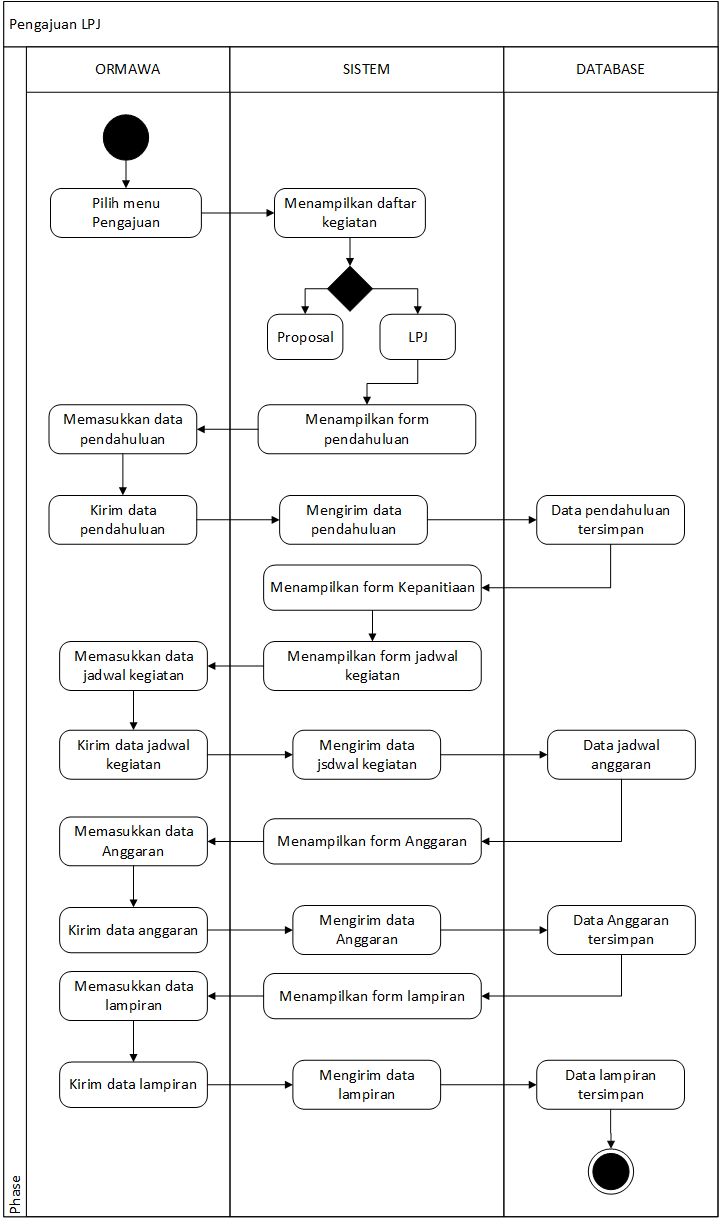 Pengajuan LPJ
ORMAWA
SISTEM
DATABASE
Pilih menu
Pengajuan
Menampilkan daftar
kegiatan
Proposal
LPJ
Menampilkan form
pendahuluan
Memasukkan data
pendahuluan
Kirim data
pendahuluan
Mengirim data
pendahuluan
Data pendahuluan
tersimpan
Menampilkan form Kepanitiaan
Menampilkan form jadwal
kegiatan
Memasukkan data
jadwal kegiatan
Kirim data jadwal
kegiatan
Mengirim data
jsdwal kegiatan
Data jadwal
anggaran
Menampilkan form Anggaran
Memasukkan data
Anggaran
Kirim data anggaran
Mengirim data
Anggaran
Data Anggaran
tersimpan
Menampilkan form lampiran
Memasukkan data
lampiran
Kirim data lampiran
Mengirim data
lampiran
Data lampiran
tersimpan
Phase